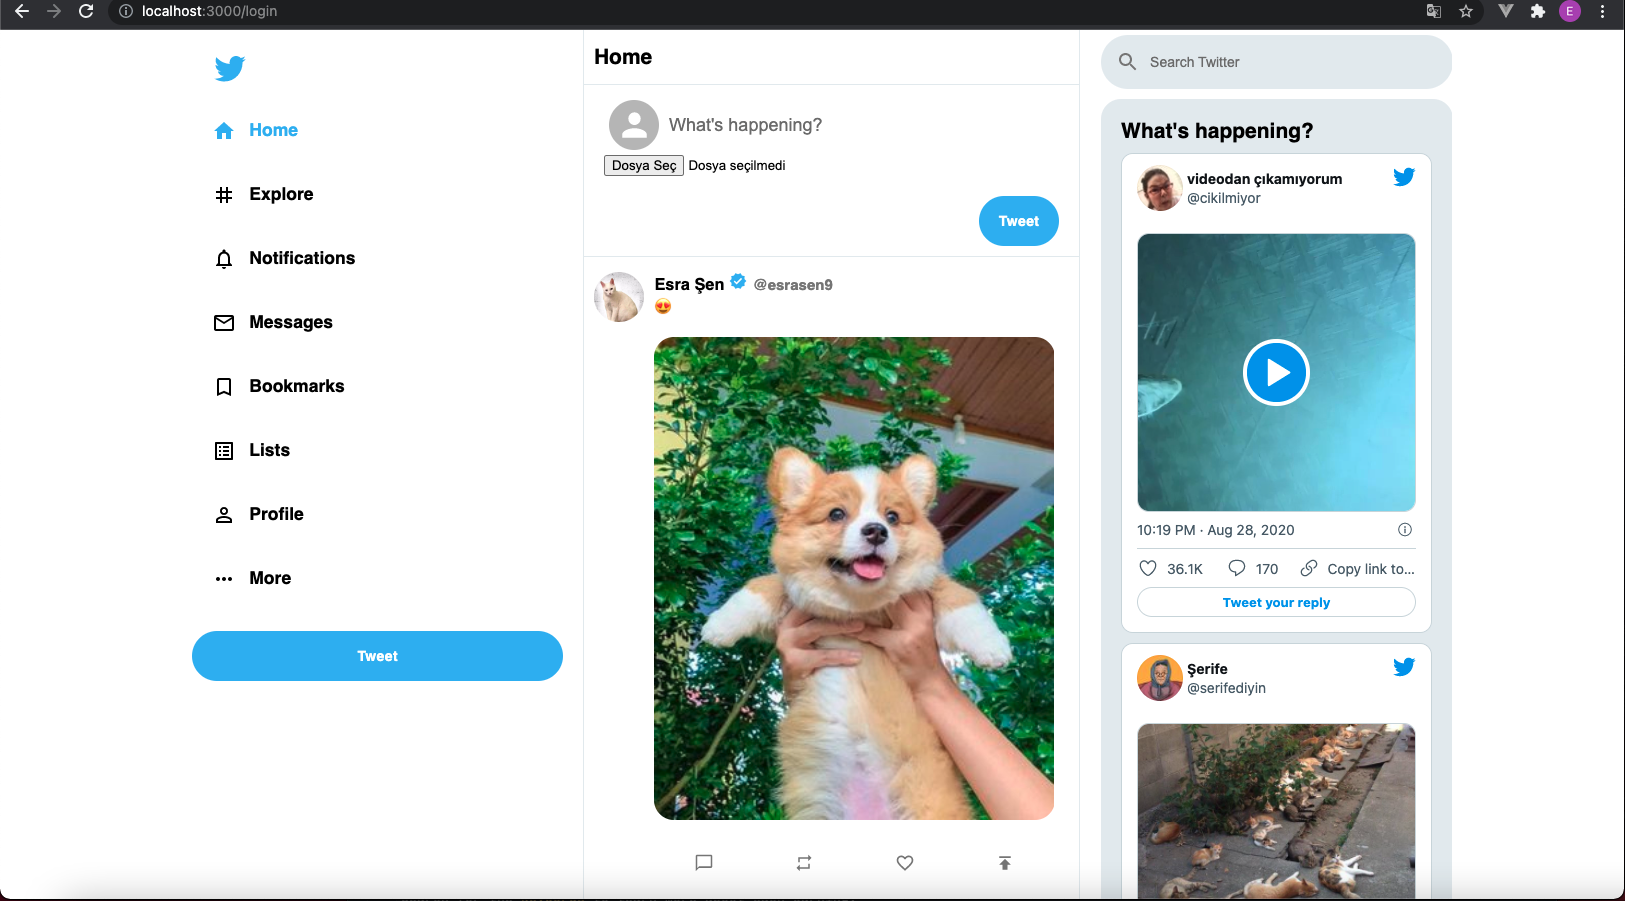 localhost:3000/login
E
Home
Explore
Notifications
Messages
Bookmarks
Lists
Profile
More
Tweet
Home
What's happening?
Dosya Seç Dosya seçilmedi
Tweet
Esra Şen @esrasen9
Search Twitter
What's happening?
videodan çıkamıyorum
@cikilmiyor
10:19 PM · Aug 28, 2020
36.1K 170 Copy link to...
Tweet your reply
Şerife
@serifediyin